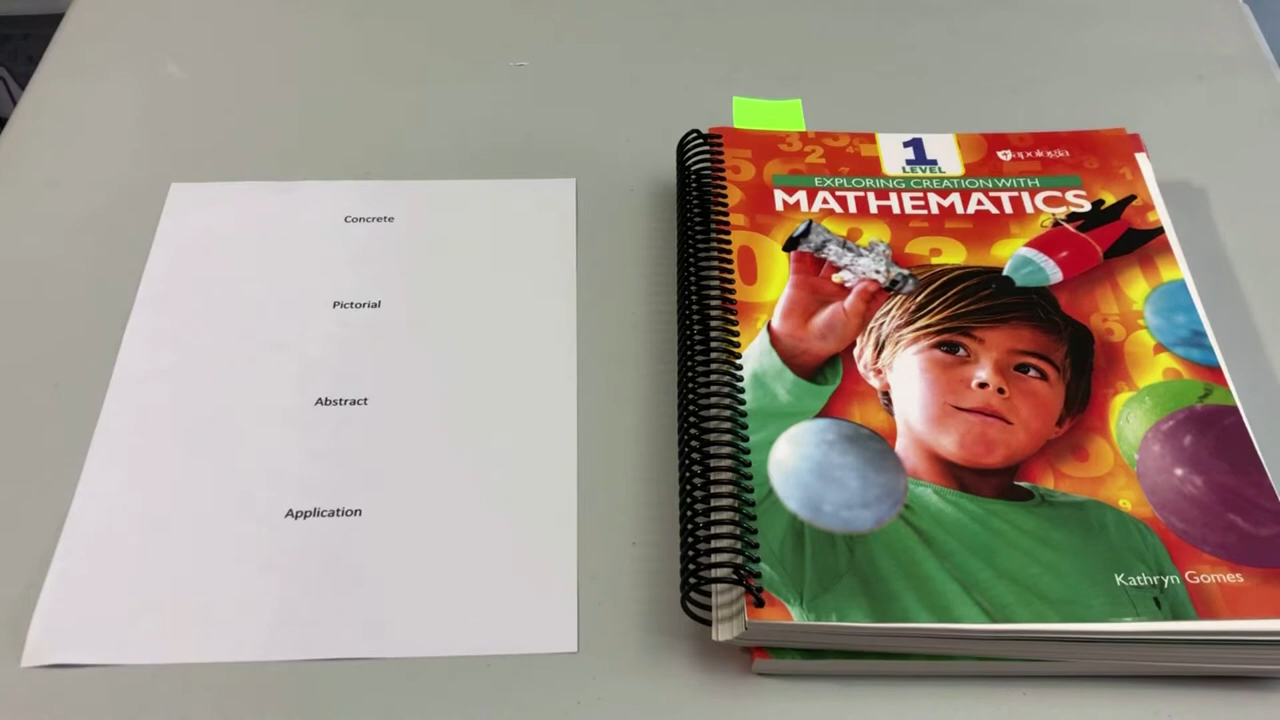 Concrete
Pictorial
Abstract
Application
1
LEVEL
apologia
EXPLORING CREATION WITH
MATHEMATICS
Kathryn Gomes